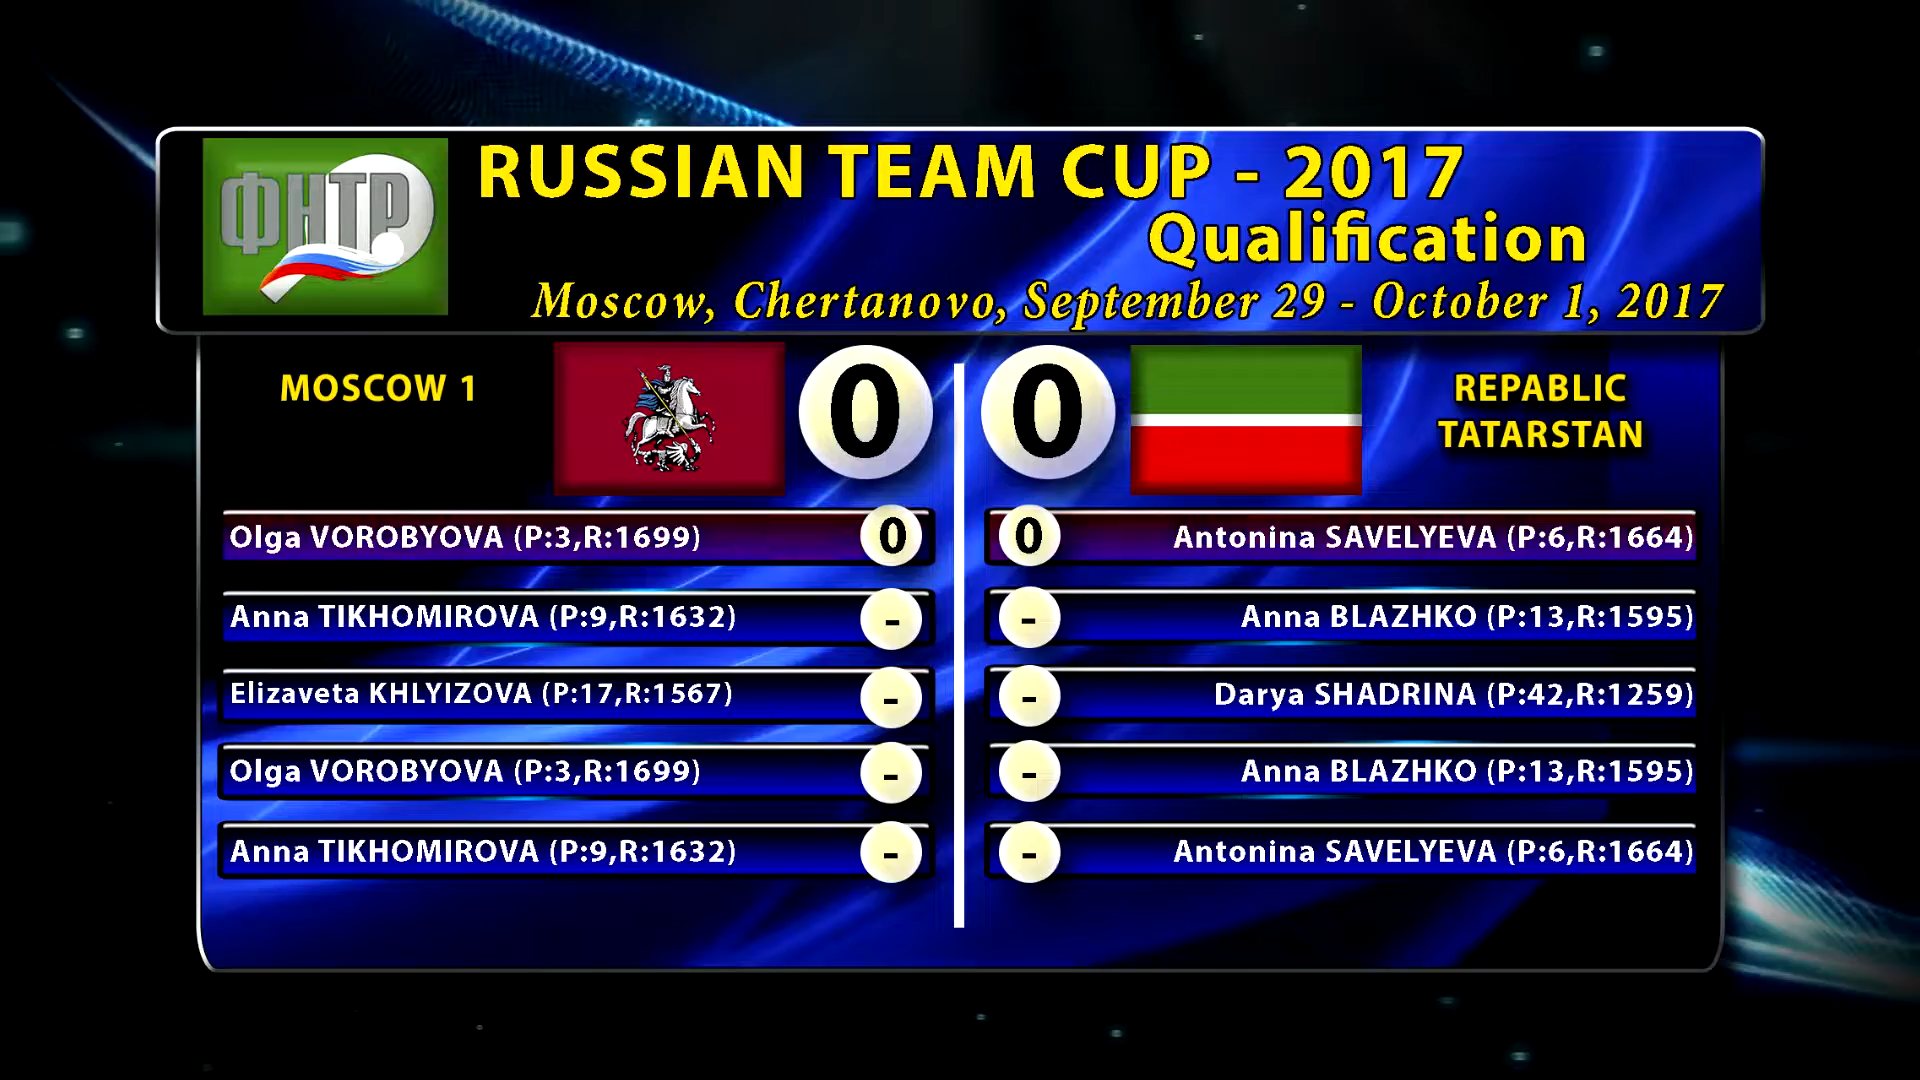 ФНТР
RUSSIAN TEAM CUP - 2017
Qualification
Moscow, Chertanovo, September 29 - October 1, 2017
MOSCOW 1
0
0
REPABLIC
TATARSTAN
Olga VOROBYOVA (P:3,R:1699) 0
0 Antonina SAVELYEVA (P:6,R:1664)
Anna TIKHOMIROVA (P:9,R:1632) -
- Anna BLAZHKO (P:13,R:1595)
Elizaveta KHLYIZOVA (P:17,R:1567) -
- Darya SHADRINA (P:42,R:1259)
Olga VOROBYOVA (P:3,R:1699) -
- Anna BLAZHKO (P:13,R:1595)
Anna TIKHOMIROVA (P:9,R:1632) -
- Antonina SAVELYEVA (P:6,R:1664)